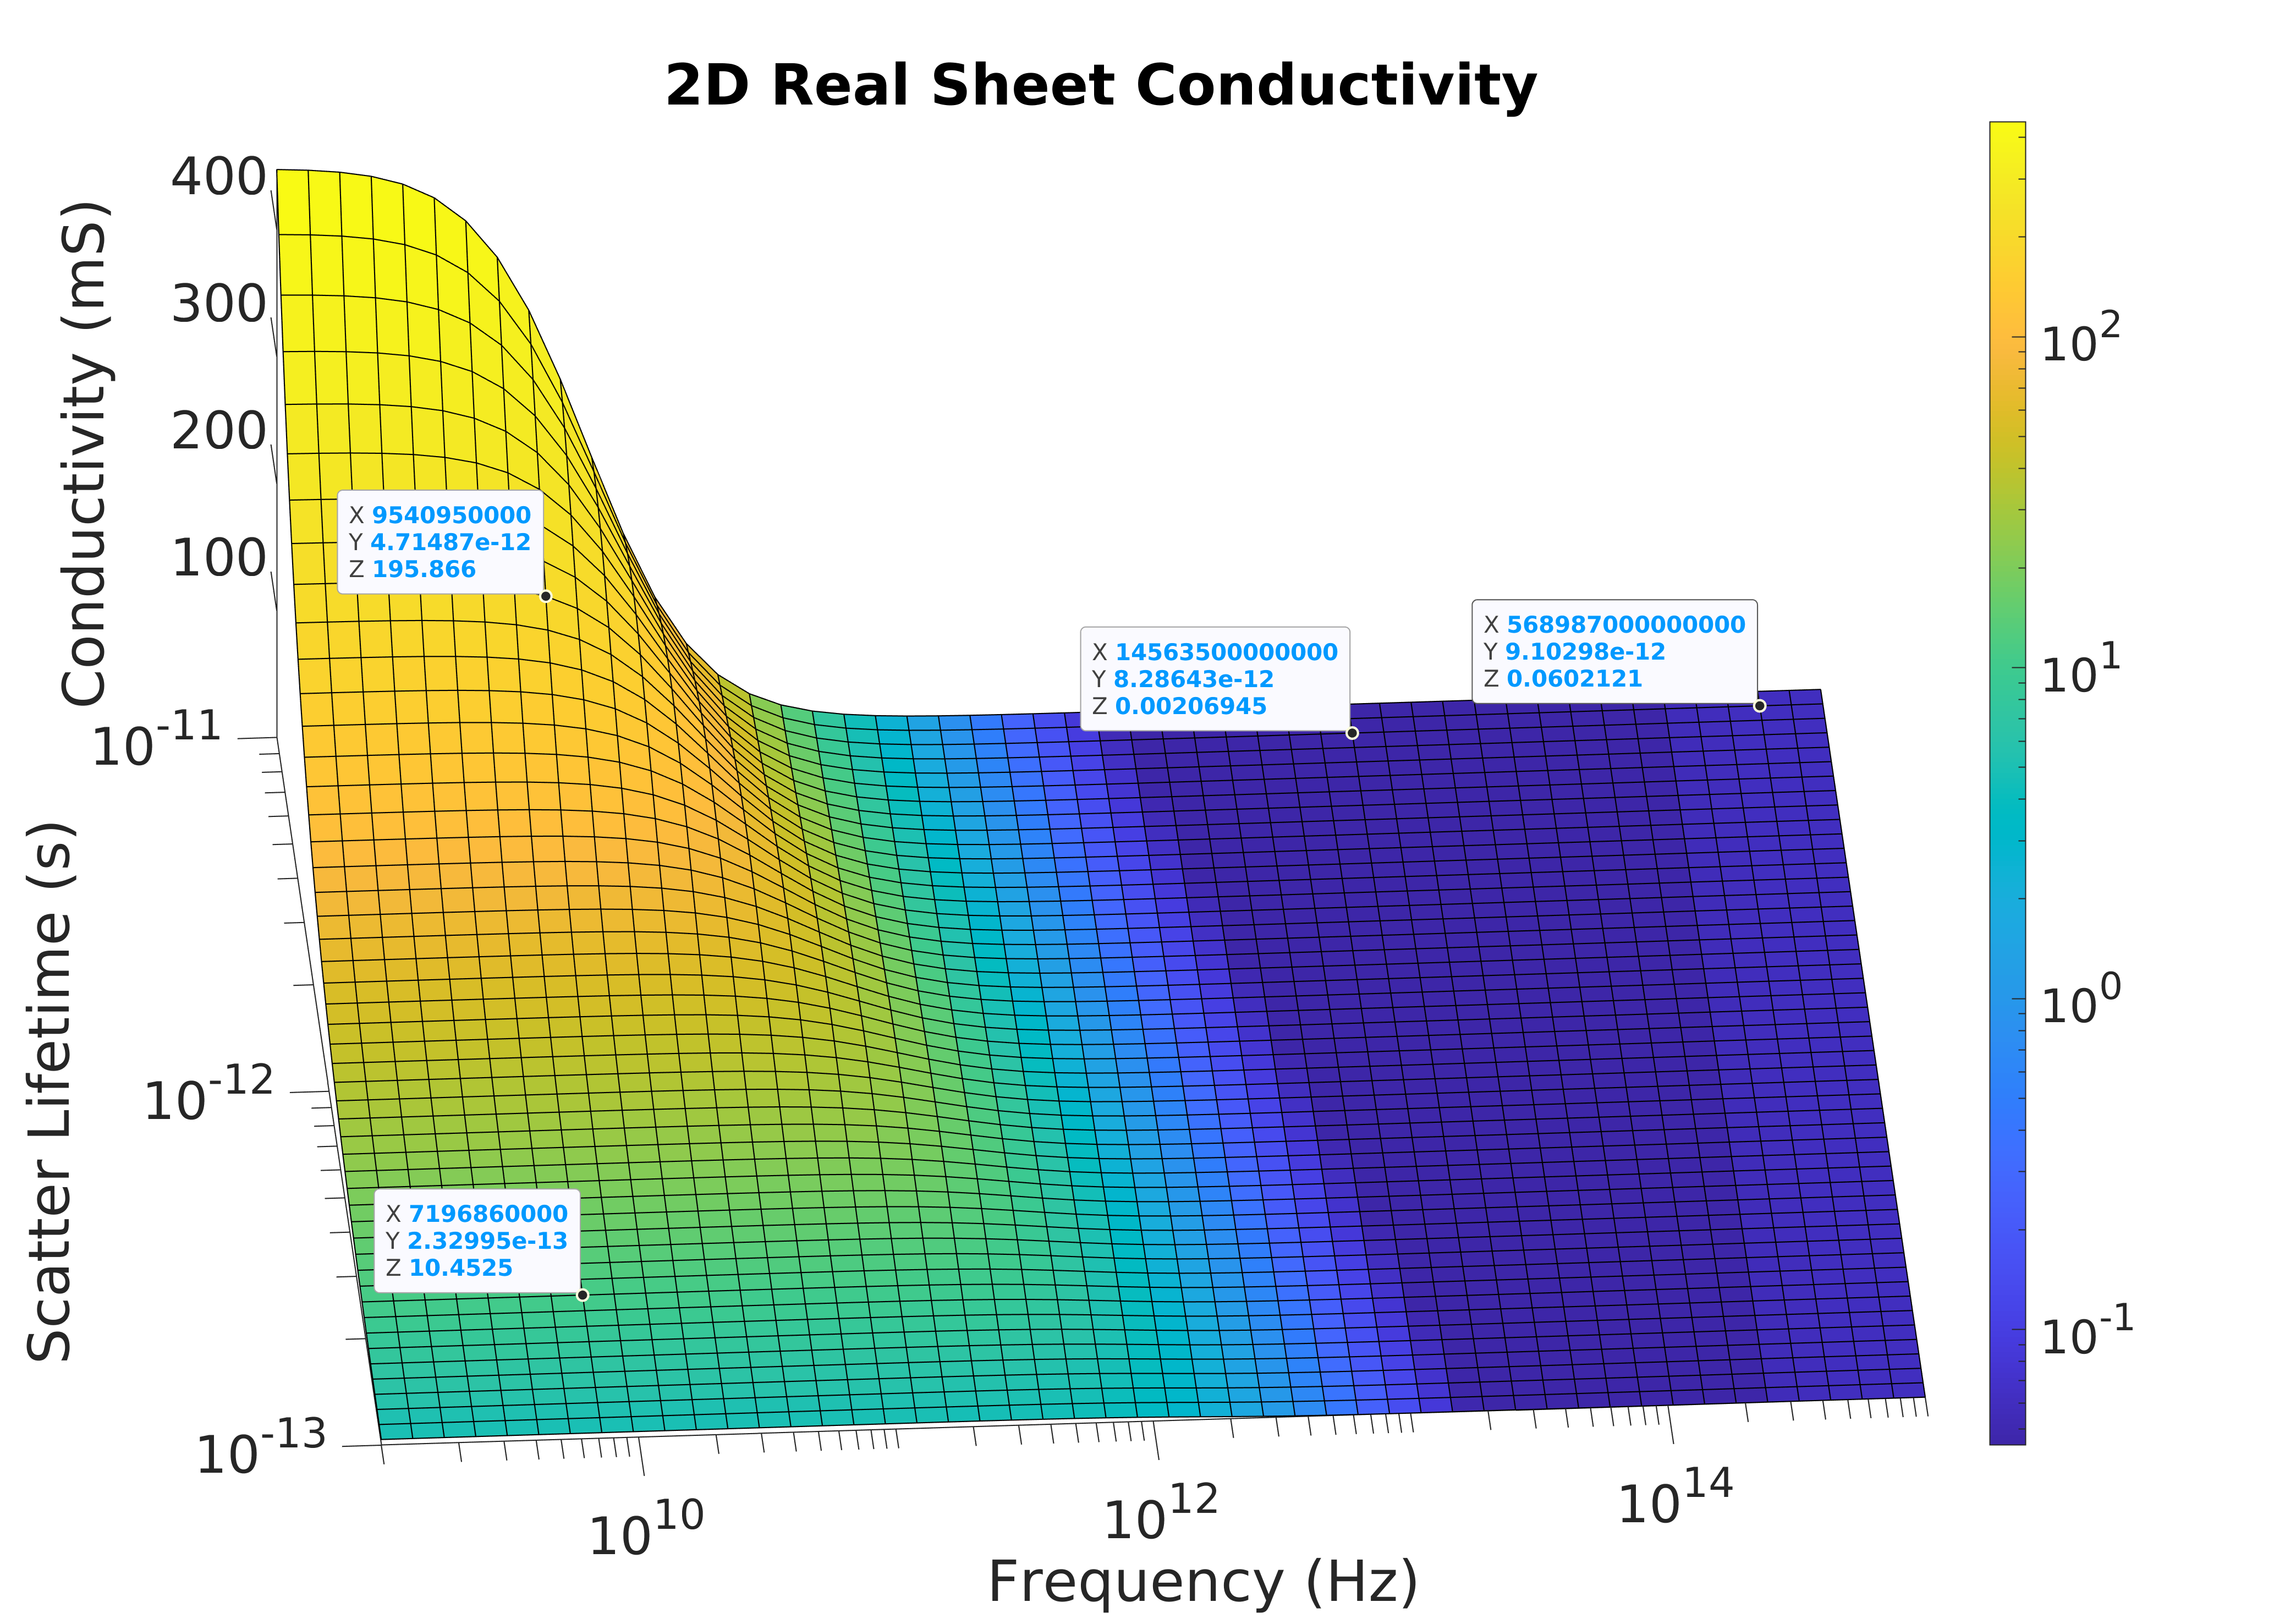 2D Real Sheet Conductivity
Conductivity (mS)
400
300
200
100
Scatter Lifetime (s)
10^-11
10^-12
10^-13
X 9540950000
Y 4.71487e-12
Z 195.866
X 14563500000000
Y 8.28643e-12
Z 0.00206945
X 568987000000000
Y 9.10298e-12
Z 0.0602121
X 7196860000
Y 2.32995e-13
Z 10.4525
10^10
10^12
10^14
Frequency (Hz)
10^2
10^1
10^0
10^-1